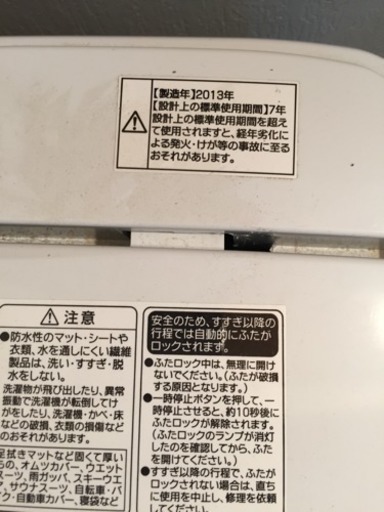 【製造年】2013年
【設計上の標準使用期間】7年
設計上の標準使用期間を超え
て使用されますと、経年劣化に
よる発火・けが等の事故に至る
おそれがあります。
注意
●防水性のマット・シートや
衣類、水を通しにくい繊維
製品は、洗い・すすぎ・脱
水をしない。
洗濯物が飛び出したり、異常
振動で洗濯機が転倒してけ
がをしたり、洗濯機・かべ・床
などの破損、衣類の損傷など
足拭きマットなど固くて厚い
もの、オムツカバー、ウエット
スーツ、雨ガッパ、スキーウエ
ア、サウナスーツ、自転車・バ
イク・自動車カバー、寝袋など
安全のため、すすぎ以降の
行程では自動的にふたが
ロックされます。
●ふたロック中は、無理に開け
ないでください。(ふたが破損
する原因となります。)
●一時停止ボタンを押して、一
時停止させると、約10秒後に
ふたロックが解除されます。
(ふたロックのランプが消灯し
たのを確認してから、ふた
を開けてください。)
●すすぎ以降の行程で、ふたが
ロックされない場合は、直ち
に使用を中止し、修理を依頼
してください。